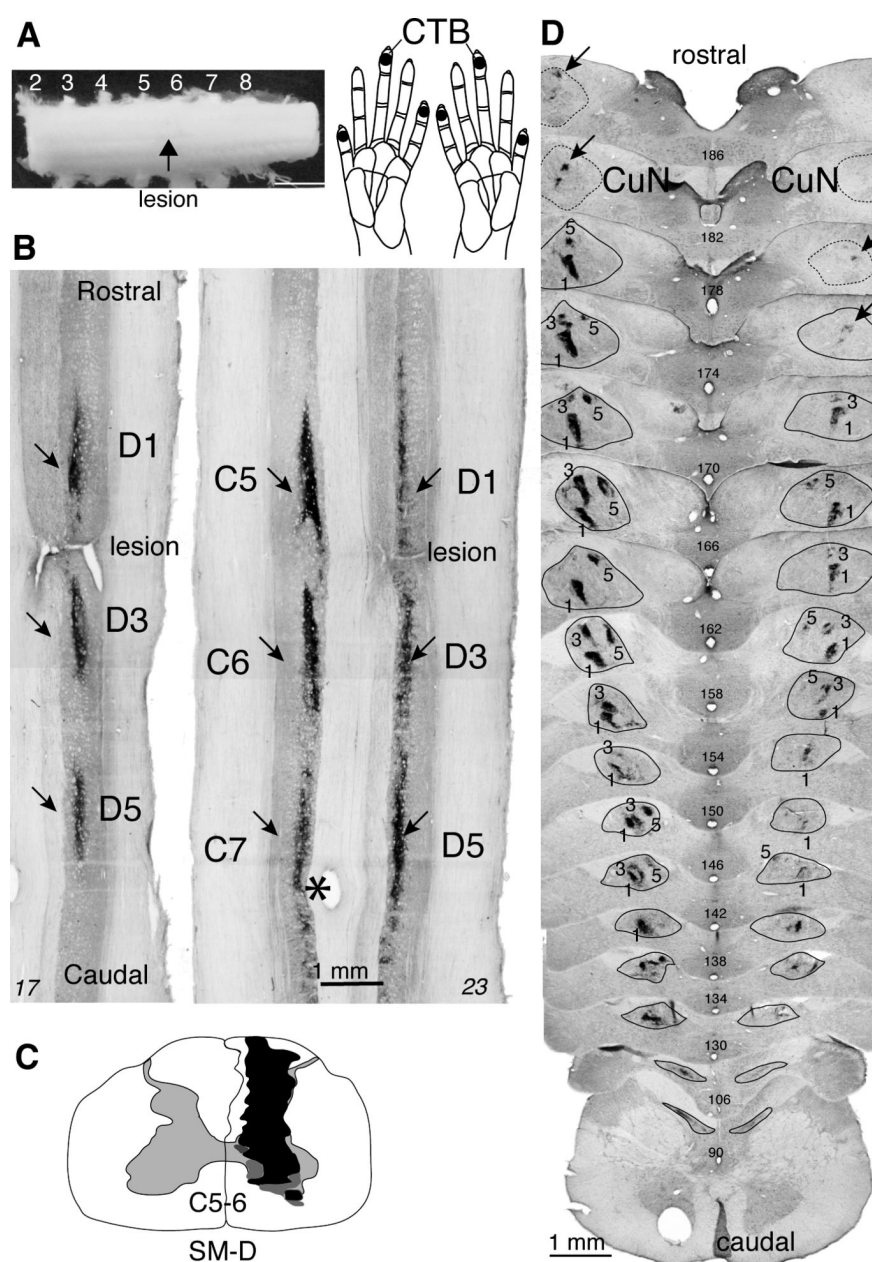 A
2 3 4 5 6 7 8
lesion
CTB
B
Rostral
D1
lesion
D3
D5
17
Caudal
C5
D1
lesion
C6
D3
C7
D5
*
1 mm
23
C
C5-6
SM-D
D
rostral
186
CuN CuN
182
5
1
178
3 5
1
174
3 5
1
3
1
170
3
5
1
5
1
166
5
1
3
1
162
3
5
1
5 3
1
158
3
1
5 3
1
154
3
1
1
150
3
1 5
1
146
3 5
1
5
1
142
1
138
134
130
106
90
1 mm
caudal